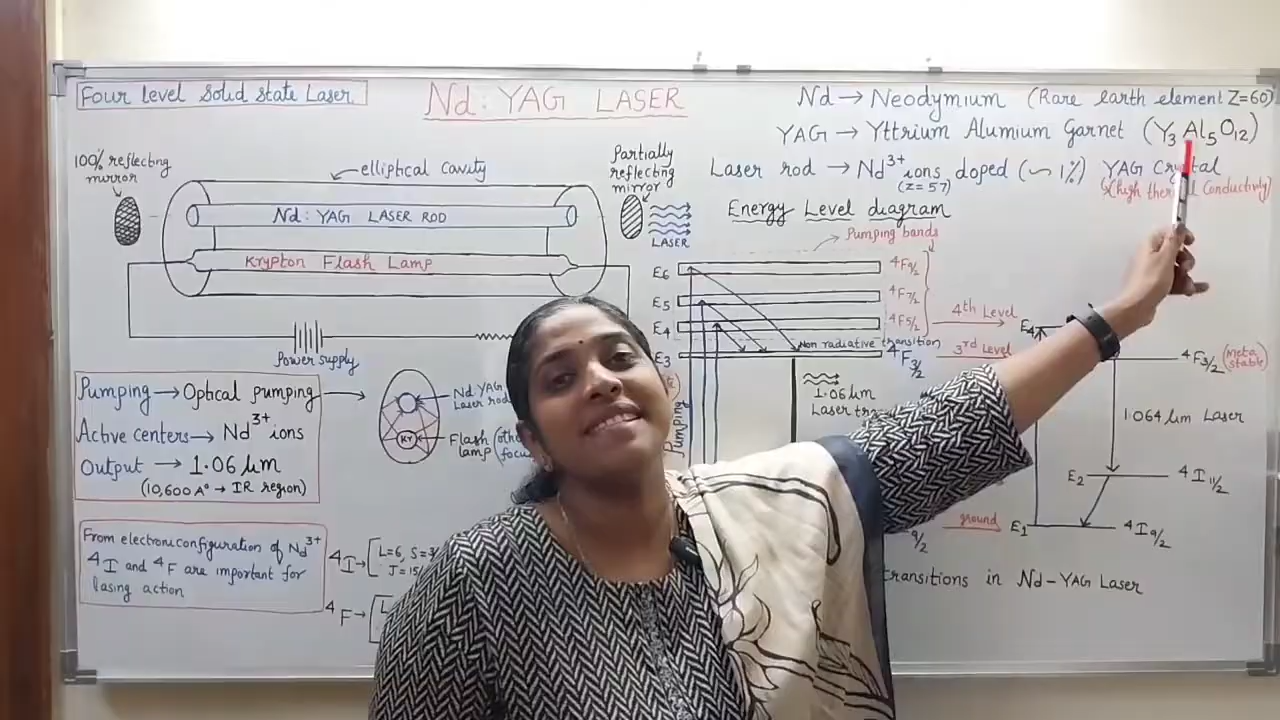 Four level Solid State Laser
Nd : YAG LASER
Nd → Neodymium (Rare earth element Z=60)
YAG → Yttrium Alumium Garnet (Y₃Al₅O₁₂)
Laser rod → Nd³⁺ ions doped (∼ 1%) YAG Crystal
(Z=57)
(high thermal Conductivity)
100% reflecting
mirror
elliptical cavity
Partially
reflecting
mirror
Nd : YAG LASER ROD
LASER
Krypton Flash Lamp
Power supply
Energy Level diagram
Pumping bands
E₆ ⁴F₉/₂
E₅ ⁴F₇/₂
E₄ ⁴F₅/₂
Non radiative transition
E₃ ⁴F₃/₂
4th Level
3rd Level
Pumping
1.06 µm
Laser
ground
Pumping → Optical pumping →
Active centers → Nd³⁺ ions
Output → 1.06 µm
(10,600 A° → IR region)
Nd YAG
Laser rod
KY
Flash
lamp
From electronconfiguration of Nd³⁺
⁴I and ⁴F are important for
lasing action
⁴I → [L=6, S=3
⁴F → [L
E₄
⁴F₃/₂ (meta
stable)
1.064 µm Laser
E₂ ⁴I₁₁/₂
E₁ ⁴I₉/₂
transitions in Nd-YAG Laser